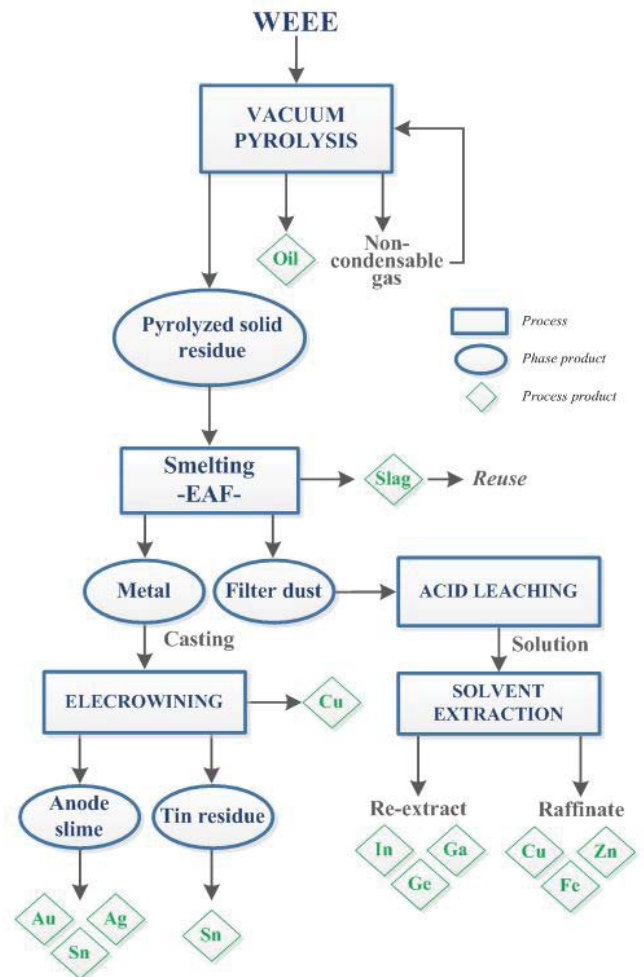 WEEE
VACUUM
PYROLYSIS
Oil
Non-
condensable
gas
Pyrolyzed solid
residue
Process
Phase product
Process product
Smelting
-EAF-
Slag
Reuse
Metal
Filter dust
ACID LEACHING
Casting
Solution
ELECROWINING
Cu
SOLVENT
EXTRACTION
Anode
slime
Tin residue
Re-extract
Raffinate
In
Ga
Ge
Cu
Zn
Fe
Au
Ag
Sn
Sn